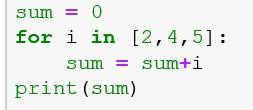 sum = 0
for i in [2,4,5]:
    sum = sum+i
print(sum)